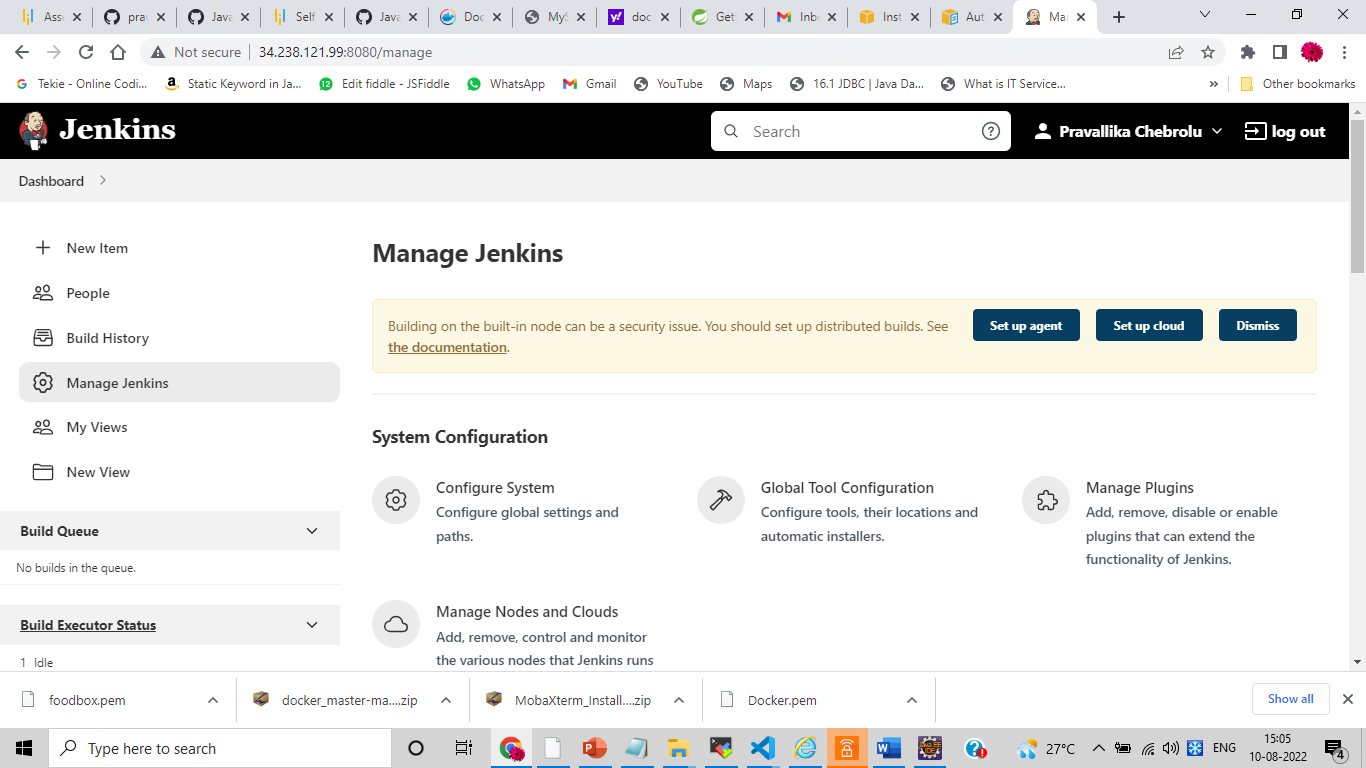 Asse
prav
Java
Self
Java
Doc
MyS
doc
Gett
Inbo
Inst
Aut
Ma
Not secure
34.238.121.99:8080/manage
Tekie - Online Codi...
Static Keyword in Ja...
Edit fiddle - JSFiddle
WhatsApp
Gmail
YouTube
Maps
16.1 JDBC | Java Da...
What is IT Service...
»
Other bookmarks
Jenkins
Search
Pravallika Chebrolu
log out
Dashboard
New Item
People
Build History
Manage Jenkins
My Views
New View
Build Queue
No builds in the queue.
Build Executor Status
1 Idle
Manage Jenkins
Building on the built-in node can be a security issue. You should set up distributed builds. See
the documentation.
Set up agent
Set up cloud
Dismiss
System Configuration
Configure System
Configure global settings and
paths.
Global Tool Configuration
Configure tools, their locations and
automatic installers.
Manage Plugins
Add, remove, disable or enable
plugins that can extend the
functionality of Jenkins.
Manage Nodes and Clouds
Add, remove, control and monitor
the various nodes that Jenkins runs
foodbox.pem
docker_master-ma....zip
MobaXterm_Install....zip
Docker.pem
Show all
Type here to search
27°C
ENG
15:05
10-08-2022
4